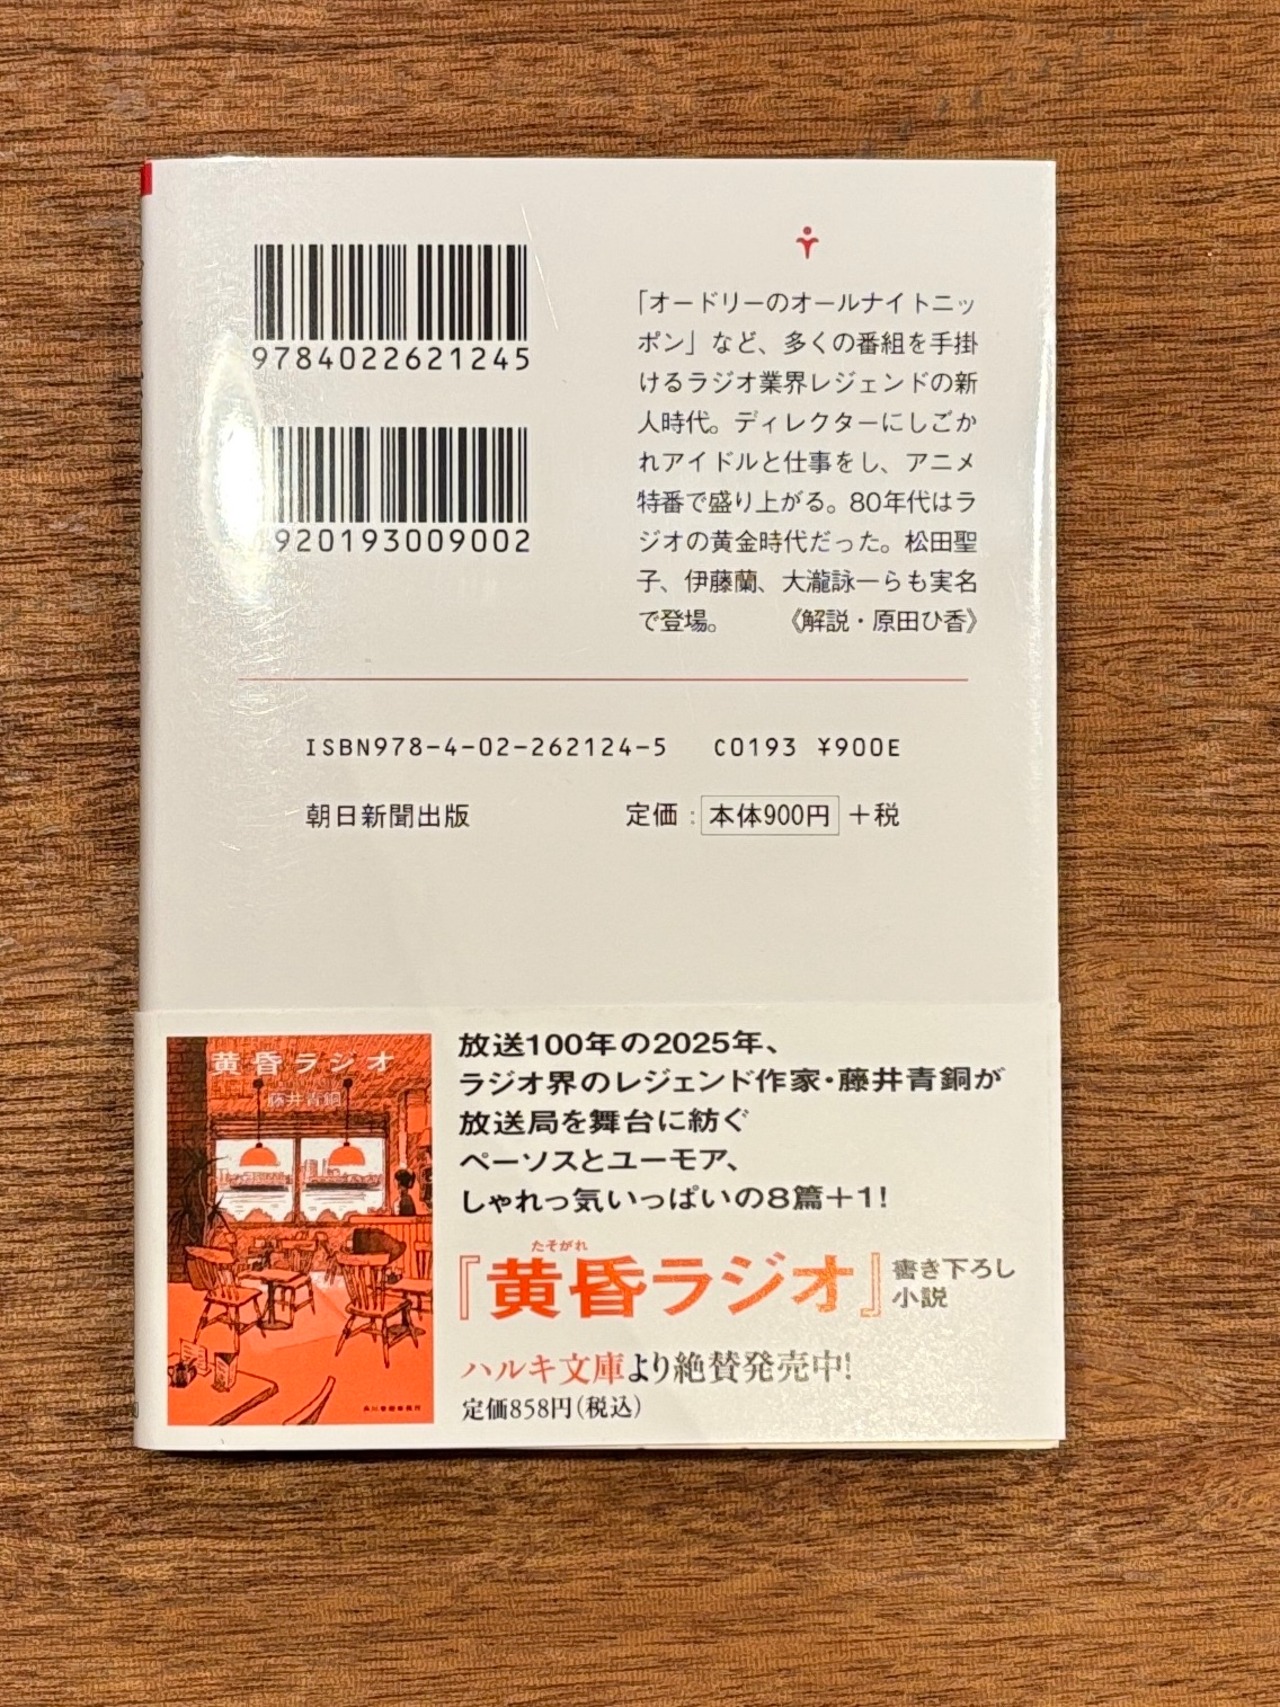 9784022621245
920193009002
「オードリーのオールナイトニッ
ポン」など、多くの番組を手掛
けるラジオ業界レジェンドの新
人時代。ディレクターにしごか
れアイドルと仕事をし、アニメ
特番で盛り上がる。80年代はラ
ジオの黄金時代だった。松田聖
子、伊藤蘭、大瀧詠一らも実名
で登場。 《解説・原田ひ香》
ISBN978-4-02-262124-5 C0193 ¥900E
朝日新聞出版 定価：本体900円＋税
黄昏ラジオ
藤井青銅
放送100年の2025年、
ラジオ界のレジェンド作家・藤井青銅が
放送局を舞台に紡ぐ
ペーソスとユーモア、
しゃれっ気いっぱいの8篇＋1！
たそがれ
『黄昏ラジオ』書き下ろし
小説
ハルキ文庫より絶賛発売中！
定価858円（税込）